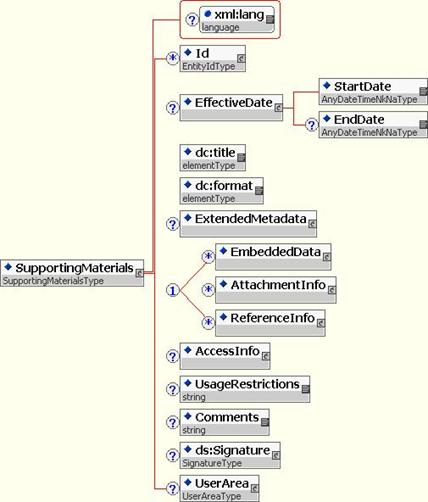 ? xml:lang
language
* Id
EntityIdType
? EffectiveDate
StartDate
AnyDateTimeNkNaType
? EndDate
AnyDateTimeNkNaType
dc:title
elementType
dc:format
elementType
? ExtendedMetadata
SupportingMaterials
SupportingMaterialsType
1
* EmbeddedData
* AttachmentInfo
* ReferenceInfo
? AccessInfo
? UsageRestrictions
string
? Comments
string
? ds:Signature
SignatureType
? UserArea
UserAreaType